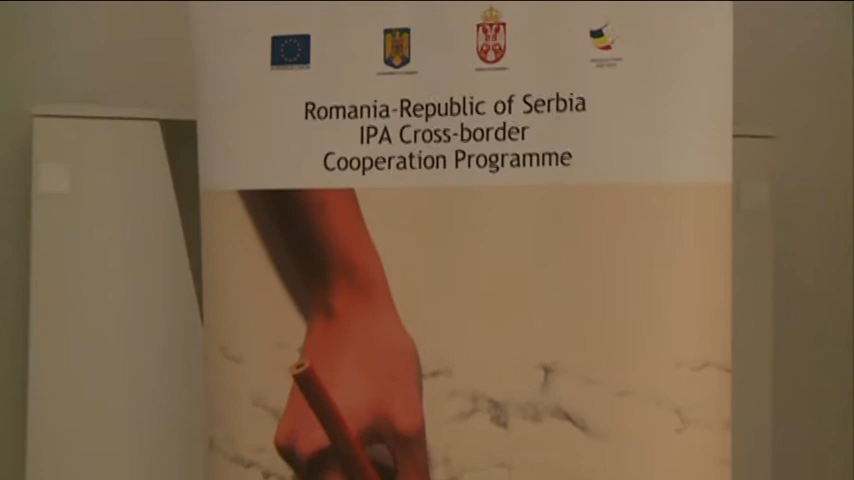 Romania-Republic of Serbia
IPA Cross-border
Cooperation Programme